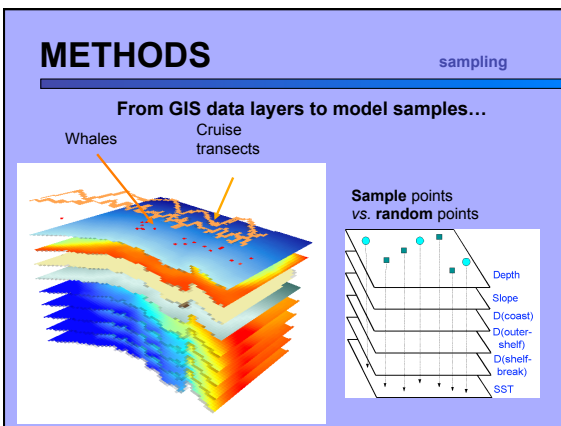 METHODS
sampling
From GIS data layers to model samples…
Whales
Cruise
transects
Sample points
vs. random points
Depth
Slope
D(coast)
D(outer-
shelf)
D(shelf-
break)
SST